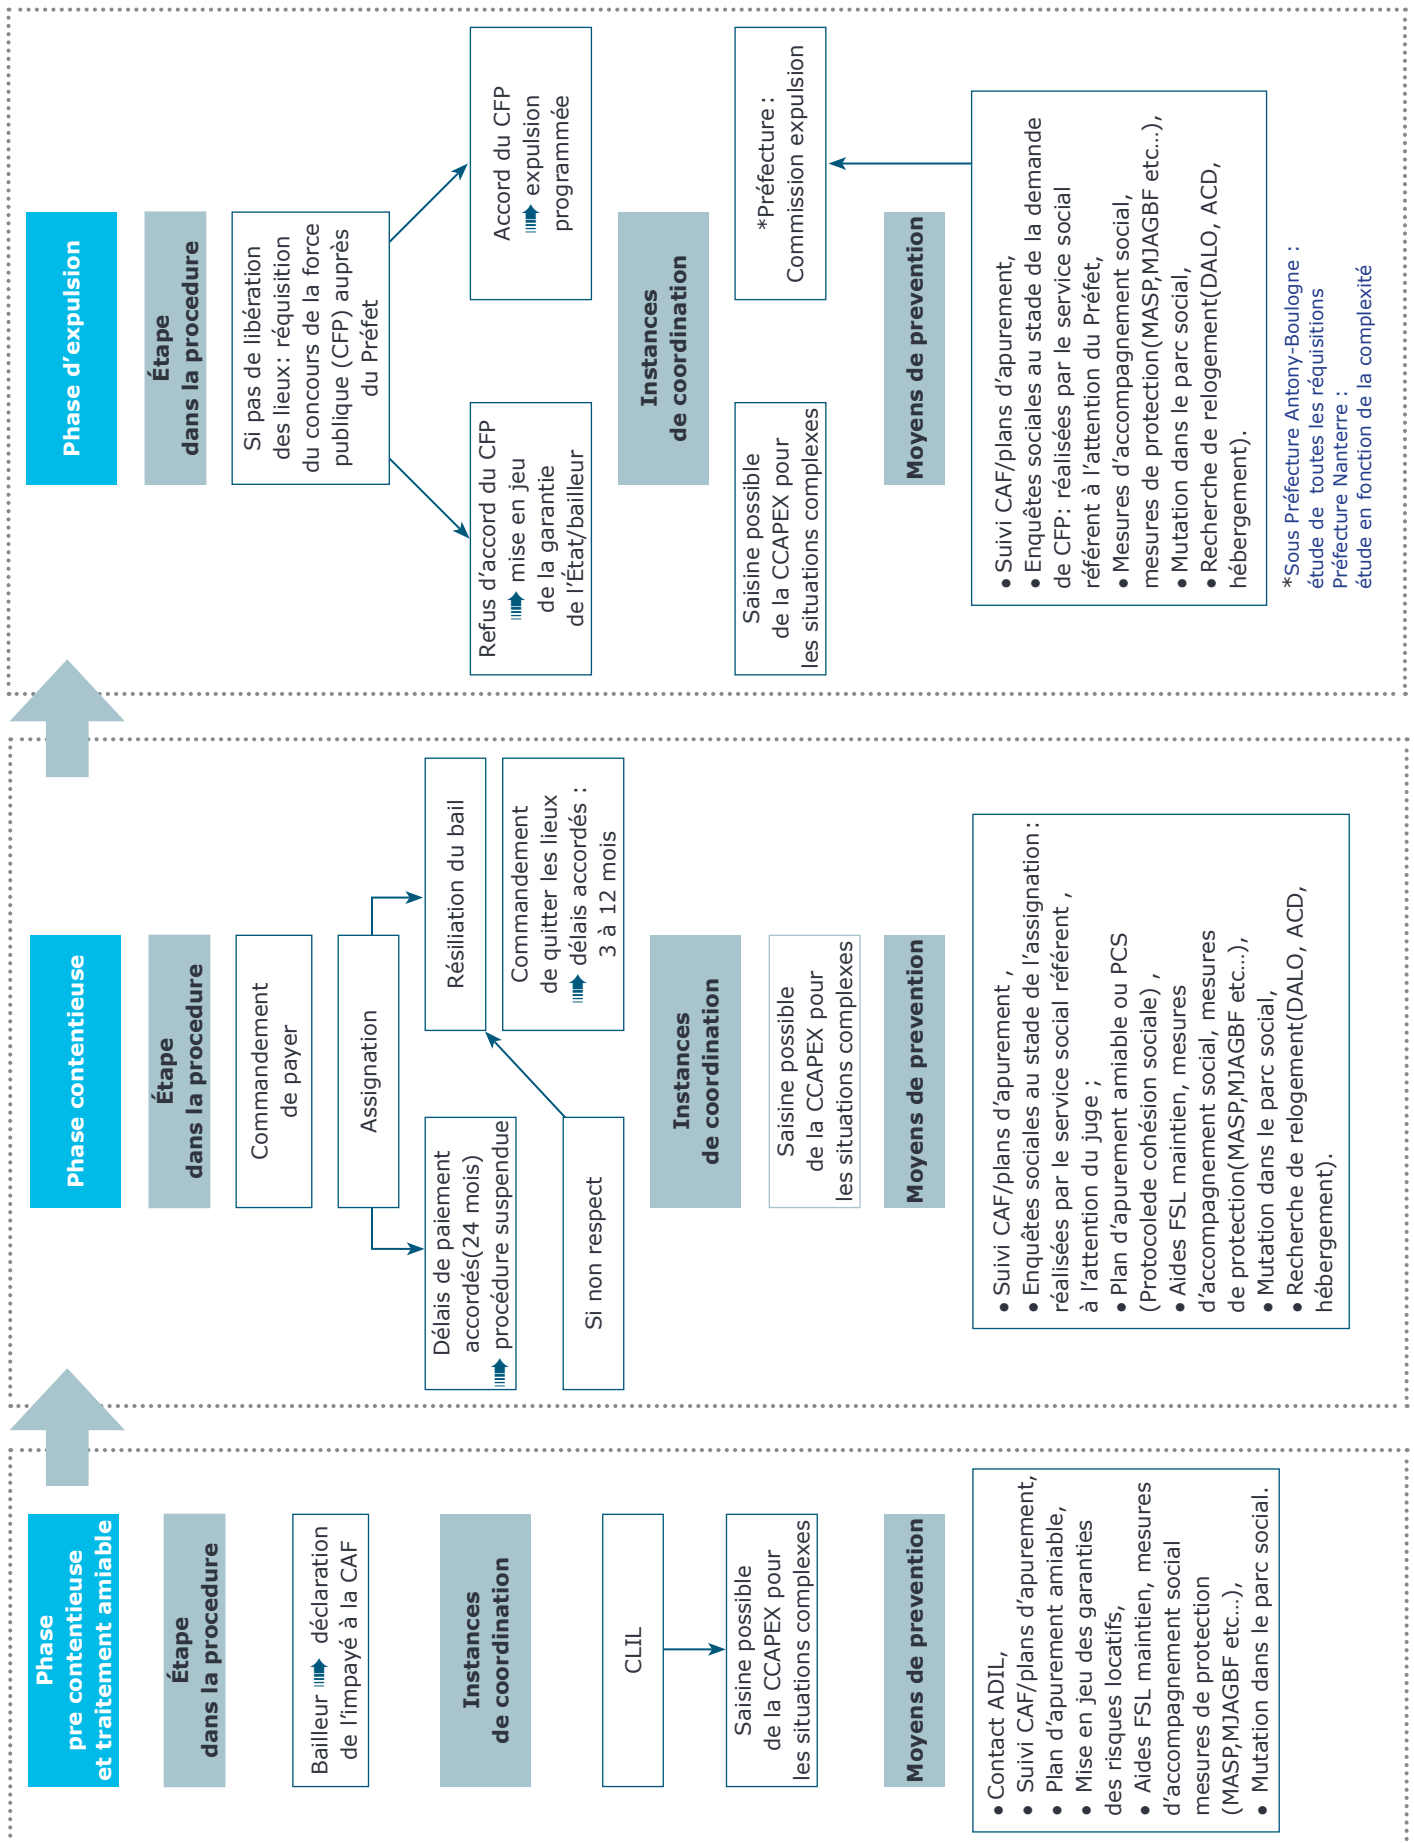 Phase
pre contentieuse
et traitement amiable
Étape
dans la procedure
Bailleur déclaration
de l'impayé à la CAF
Instances
de coordination
CLIL
Saisine possible
de la CCAPEX pour
les situations complexes
Moyens de prevention
• Contact ADIL,
• Suivi CAF/plans d'apurement,
• Plan d'apurement amiable,
• Mise en jeu des garanties
des risques locatifs,
• Aides FSL maintien, mesures
d'accompagnement social
mesures de protection
(MASP,MJAGBF etc…),
• Mutation dans le parc social.
Phase contentieuse
Étape
dans la procedure
Commandement
de payer
Assignation
Délais de paiement
accordés(24 mois)
procédure suspendue
Si non respect
Résiliation du bail
Commandement
de quitter les lieux
délais accordés :
3 à 12 mois
Instances
de coordination
Saisine possible
de la CCAPEX pour
les situations complexes
Moyens de prevention
• Suivi CAF/plans d'apurement ,
• Enquêtes sociales au stade de l'assignation :
réalisées par le service social référent ,
à l'attention du juge ;
• Plan d'apurement amiable ou PCS
(Protocolede cohésion sociale) ,
• Aides FSL maintien, mesures
d'accompagnement social, mesures
de protection(MASP,MJAGBF etc…),
• Mutation dans le parc social,
• Recherche de relogement(DALO, ACD,
hébergement).
Phase d'expulsion
Étape
dans la procedure
Si pas de libération
des lieux : réquisition
du concours de la force
publique (CFP) auprès
du Préfet
Refus d'accord du CFP
mise en jeu
de la garantie
de l'État/bailleur
Accord du CFP
expulsion
programmée
Instances
de coordination
Saisine possible
de la CCAPEX pour
les situations complexes
*Préfecture :
Commission expulsion
Moyens de prevention
• Suivi CAF/plans d'apurement,
• Enquêtes sociales au stade de la demande
de CFP: réalisées par le service social
référent à l'attention du Préfet,
• Mesures d'accompagnement social,
mesures de protection(MASP,MJAGBF etc…),
• Mutation dans le parc social,
• Recherche de relogement(DALO, ACD,
hébergement).
*Sous Préfecture Antony-Boulogne :
étude de toutes les réquisitions
Préfecture Nanterre :
étude en fonction de la complexité